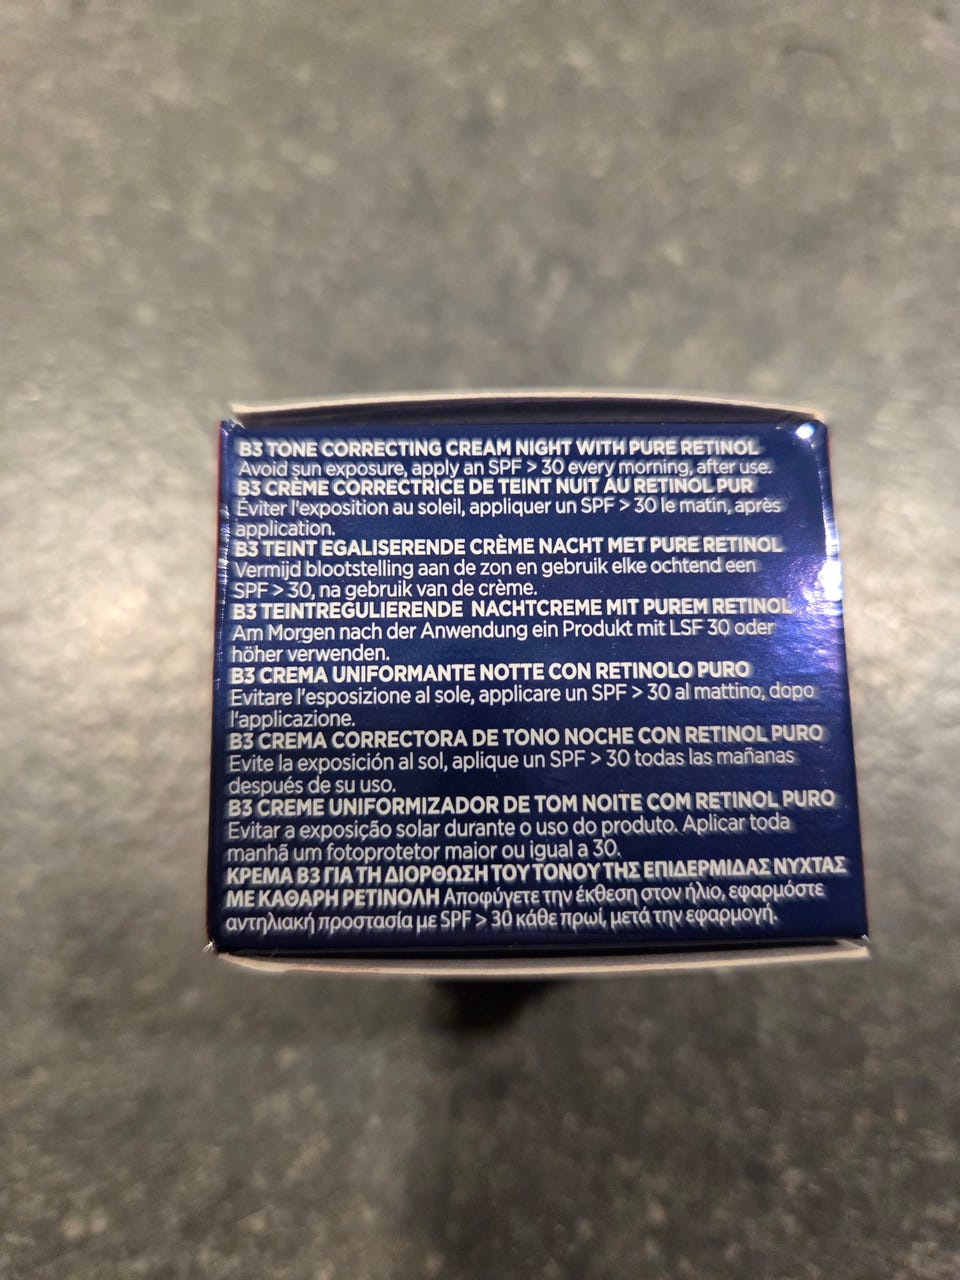 B3 TONE CORRECTING CREAM NIGHT WITH PURE RETINOL
Avoid sun exposure, apply an SPF > 30 every morning, after use.
B3 CRÈME CORRECTRICE DE TEINT NUIT AU RETINOL PUR
Éviter l'exposition au soleil, appliquer un SPF > 30 le matin, après
application.
B3 TEINT EGALISERENDE CRÈME NACHT MET PURE RETINOL
Vermijd blootstelling aan de zon en gebruik elke ochtend een
SPF > 30, na gebruik van de crème.
B3 TEINTREGULIERENDE NACHTCREME MIT PUREM RETINOL
Am Morgen nach der Anwendung ein Produkt mit LSF 30 oder
höher verwenden.
B3 CREMA UNIFORMANTE NOTTE CON RETINOLO PURO
Evitare l'esposizione al sole, applicare un SPF > 30 al mattino, dopo
l'applicazione.
B3 CREMA CORRECTORA DE TONO NOCHE CON RETINOL PURO
Evite la exposición al sol, aplique un SPF > 30 todas las mañanas
después de su uso.
B3 CREME UNIFORMIZADOR DE TOM NOITE COM RETINOL PURO
Evitar a exposição solar durante o uso do produto. Aplicar toda
manhã um fotoprotetor maior ou igual a 30.
ΚΡΕΜΑ B3 ΓΙΑ ΤΗ ΔΙΟΡΘΩΣΗ ΤΟΥ ΤΟΝΟΥ ΤΗΣ ΕΠΙΔΕΡΜΙΔΑΣ ΝΥΧΤΑΣ
ΜΕ ΚΑΘΑΡΗ ΡΕΤΙΝΟΛΗ Αποφύγετε την έκθεση στον ήλιο, εφαρμόστε
αντηλιακή προστασία με SPF > 30 κάθε πρωί, μετά την εφαρμογή.